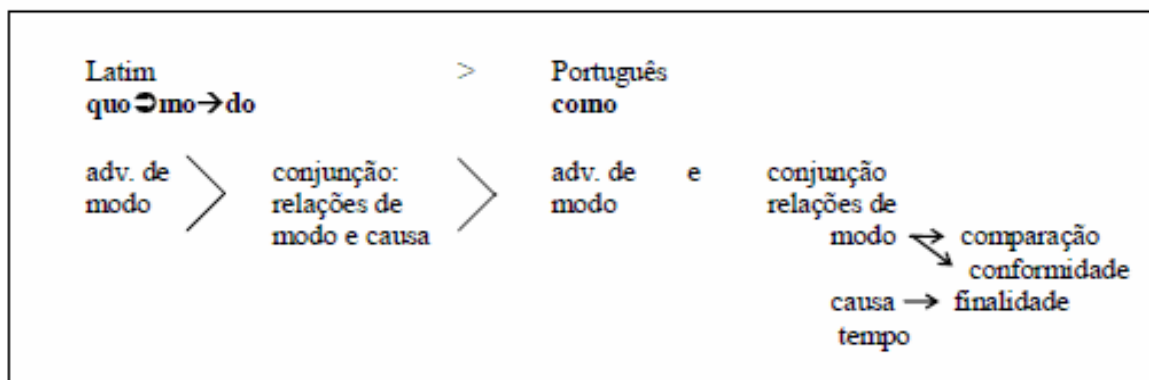 Latim > Português
quo➲mo→do como
adv. de conjunção: adv. de e conjunção
modo relações de modo relações de
modo e causa modo → comparação
conformidade
causa → finalidade
tempo